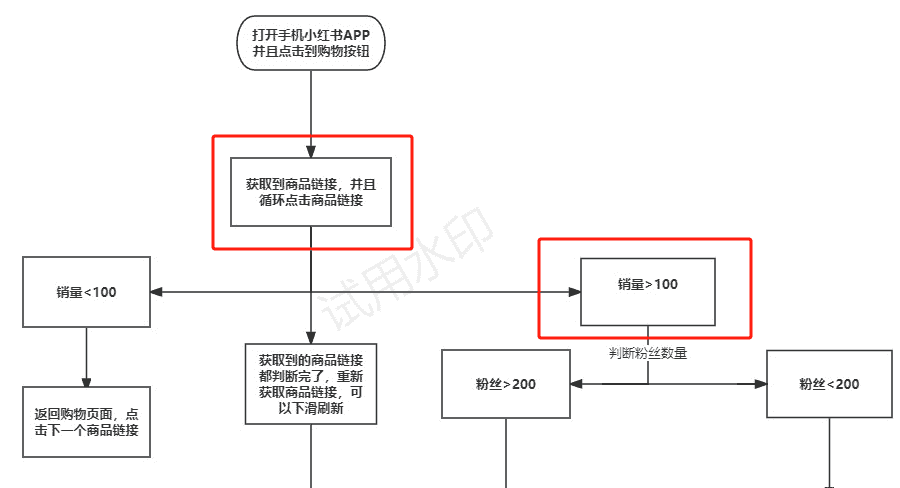 打开手机小红书APP
并且点击到购物按钮
获取到商品链接，并且
循环点击商品链接
试用水印
销量<100
销量>100
判断粉丝数量
获取到的商品链接
都判断完了，重新
获取商品链接，可
以下滑刷新
粉丝>200
粉丝<200
返回购物页面，点
击下一个商品链接